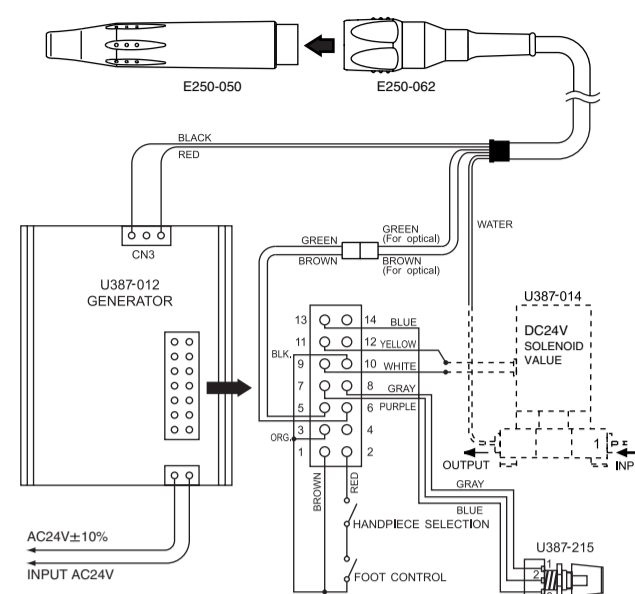 E250-050
E250-062
BLACK
RED
WATER
CN3
U387-012
GENERATOR
GREEN
BROWN
GREEN
(For optical)
BROWN
(For optical)
U387-014
DC24V
SOLENOID
VALUE
13 14 BLUE
11 12 YELLOW
BLK.
9 10 WHITE
7 8 GRAY
5 6 PURPLE
ORG.
3 4
1 2
BROWN
RED
OUTPUT
1
INP
GRAY
BLUE
HANDPIECE SELECTION
FOOT CONTROL
U387-215
1
2
AC24V±10%
INPUT AC24V